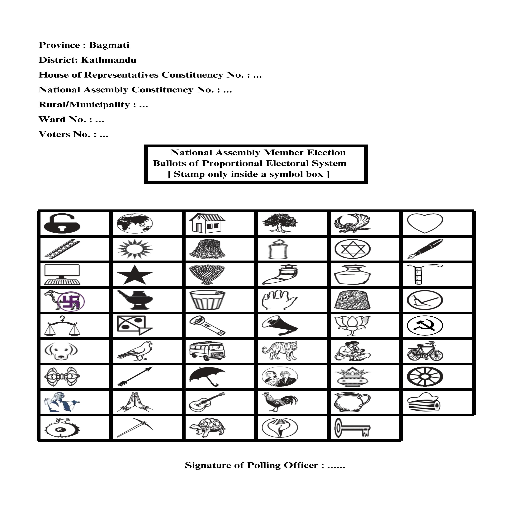 Province : Bagmati
District: Kathmandu
House of Representatives Constituency No. : ...
National Assembly Constituency No. : ...
Rural/Municipality : ...
Ward No. : ...
Voters No. : ...
National Assembly Member Election
Ballots of Proportional Electoral System
[ Stamp only inside a symbol box ]
Signature of Polling Officer : ......